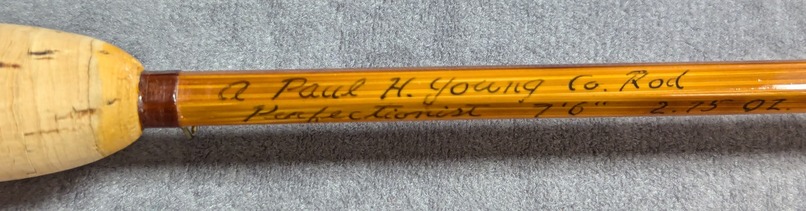 A Paul H. Young Co. Rod
Perfectionist 7'6" 2.75 OZ.